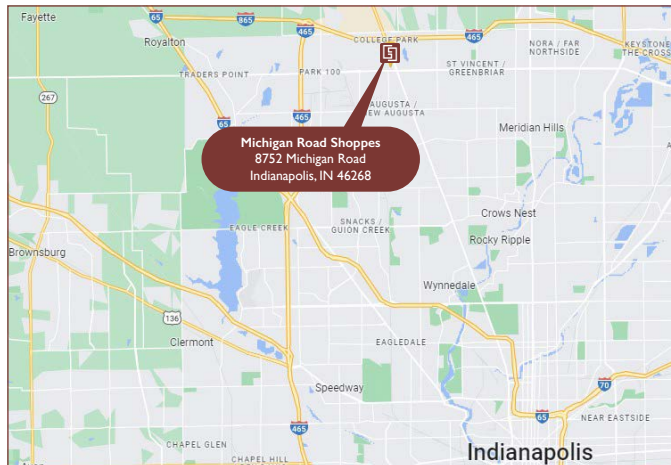 Fayette
65
865
465
COLLEGE PARK
465
Royalton
NORA / FAR
NORTHSIDE
KEYSTONE
TRADERS POINT
PARK 100
ST VINCENT /
GREENBRIAR
267
465
AUGUSTA /
NEW AUGUSTA
65
Meridian Hills
Michigan Road Shoppes
8752 Michigan Road
Indianapolis, IN 46268
Crows Nest
SNACKS /
GUION CREEK
EAGLE CREEK
Rocky Ripple
Brownsburg
Wynnedale
136
Clermont
EAGLEDALE
Speedway
70
465
65
NEAR EASTSIDE
CHAPEL GLEN
CHAPEL HILL
Indianapolis